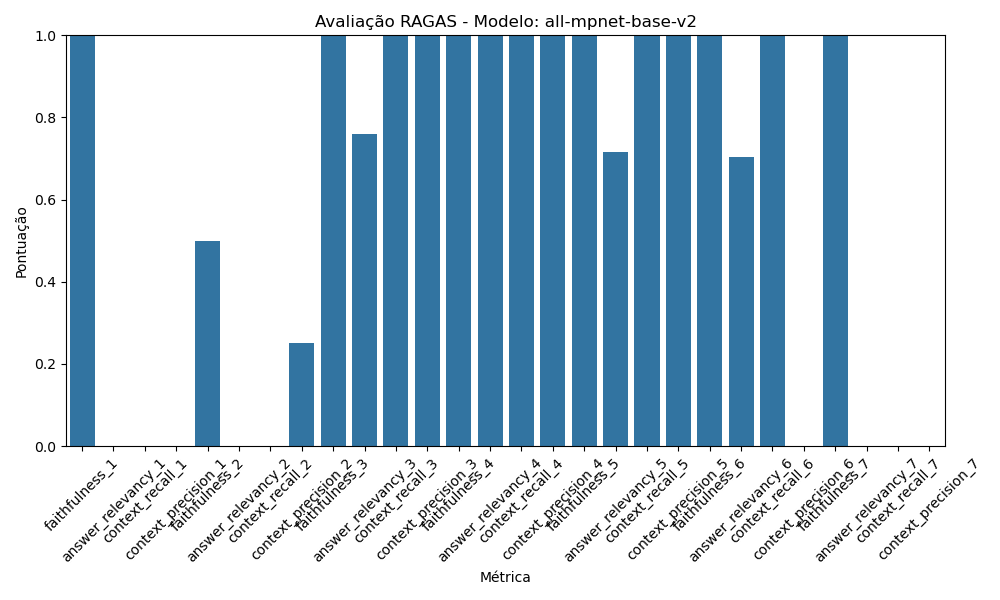 Avaliação RAGAS - Modelo: all-mpnet-base-v2
Pontuação
1.0
0.8
0.6
0.4
0.2
0.0
faithfulness_1
answer_relevancy_1
context_recall_1
context_precision_1
faithfulness_2
answer_relevancy_2
context_recall_2
context_precision_2
faithfulness_3
answer_relevancy_3
context_recall_3
context_precision_3
faithfulness_4
answer_relevancy_4
context_recall_4
context_precision_4
faithfulness_5
answer_relevancy_5
context_recall_5
context_precision_5
faithfulness_6
answer_relevancy_6
context_recall_6
context_precision_6
faithfulness_7
answer_relevancy_7
context_recall_7
context_precision_7
Métrica